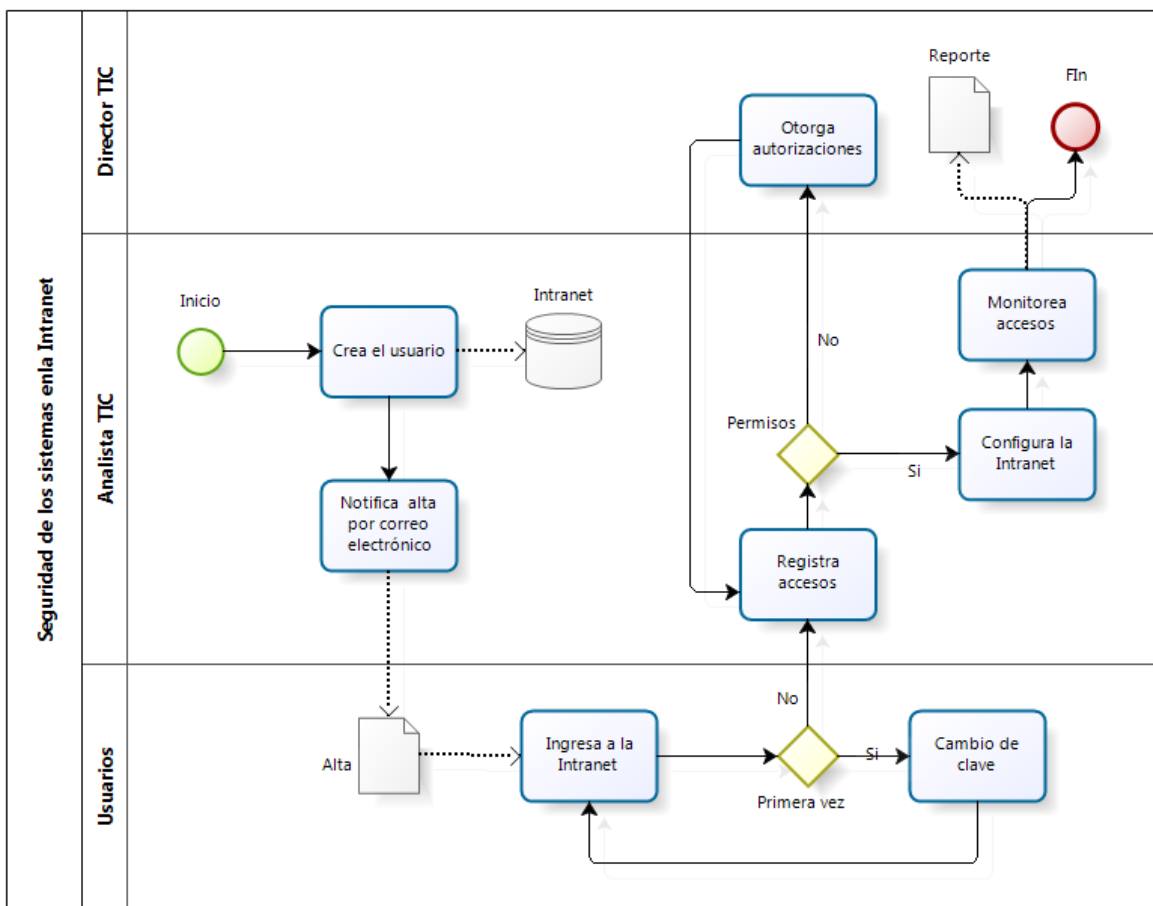 Seguridad de los sistemas enla Intranet
Director TIC
Reporte
FIn
Otorga
autorizaciones
Analista TIC
Inicio
Crea el usuario
Intranet
Monitorea
accesos
No
Permisos
Si
Configura la
Intranet
Notifica alta
por correo
electrónico
Registra
accesos
Usuarios
No
Alta
Ingresa a la
Intranet
Primera vez
Si
Cambio de
clave